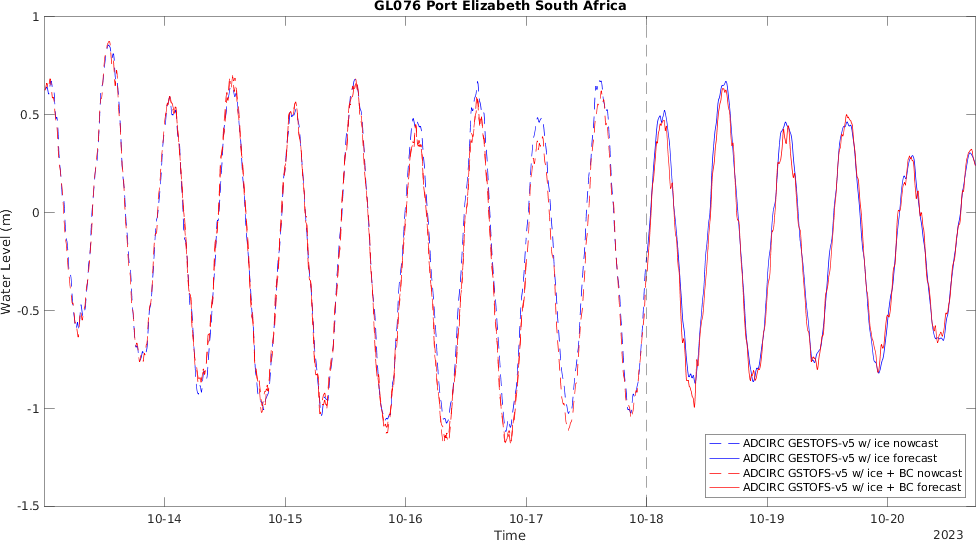 GL076 Port Elizabeth South Africa
1
0.5
0
-0.5
-1
-1.5
Water Level (m)
10-14 10-15 10-16 10-17 10-18 10-19 10-20
Time
2023
ADCIRC GESTOFS-v5 w/ ice nowcast
ADCIRC GESTOFS-v5 w/ ice forecast
ADCIRC GSTOFS-v5 w/ ice + BC nowcast
ADCIRC GSTOFS-v5 w/ ice + BC forecast